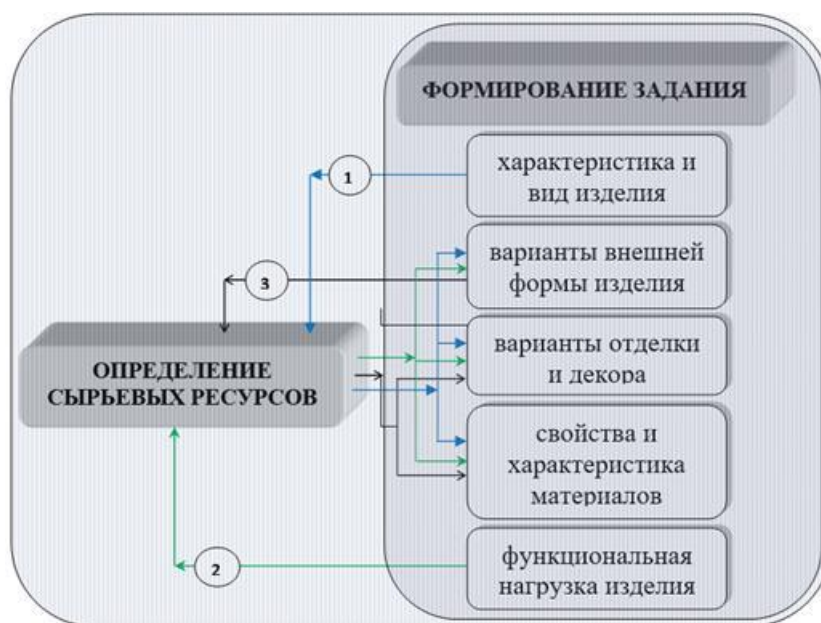 ФОРМИРОВАНИЕ ЗАДАНИЯ
1
характеристика и
вид изделия
варианты внешней
формы изделия
3
варианты отделки
и декора
ОПРЕДЕЛЕНИЕ
СЫРЬЕВЫХ РЕСУРСОВ
свойства и
характеристика
материалов
2
функциональная
нагрузка изделия